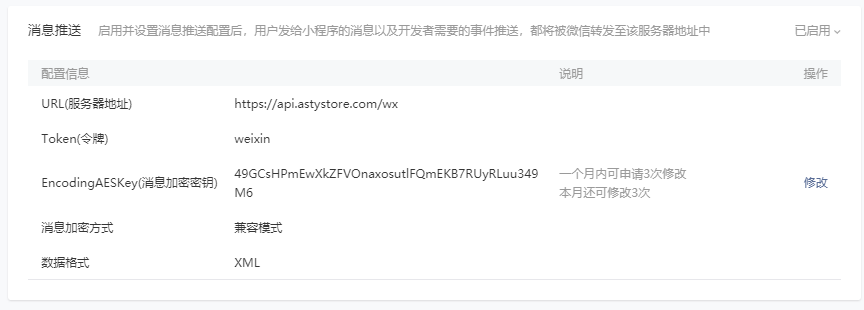 消息推送 启用并设置消息推送配置后，用户发给小程序的消息以及开发者需要的事件推送，都将被微信转发至该服务器地址中 已启用
配置信息 说明 操作
URL(服务器地址) https://api.astystore.com/wx
Token(令牌) weixin
EncodingAESKey(消息加密密钥) 49GCsHPmEwXkZFVOnaxosutlFQmEKB7RUyRLuu349M6 一个月内可申请3次修改
本月还可修改3次 修改
消息加密方式 兼容模式
数据格式 XML